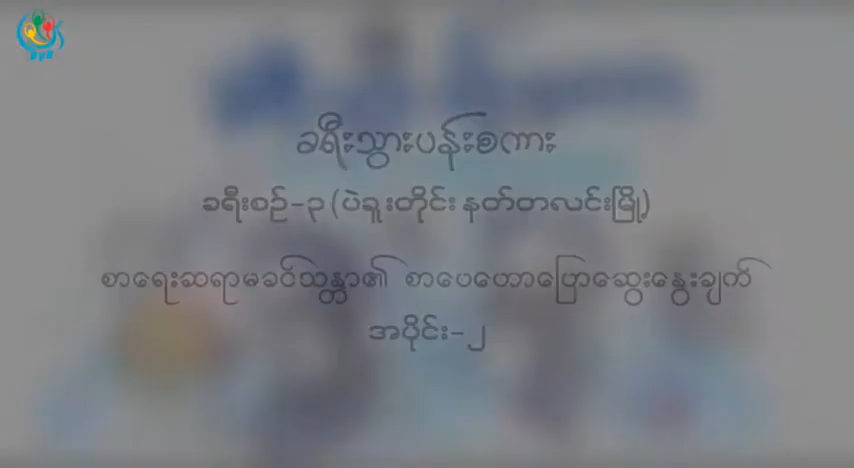 ခရီးသွားပန်းစကား
ခရီးစဉ်-၃ (ပဲခူးတိုင်း နတ်တလင်းမြို့)
စာရေးဆရာမခင်သန္တာ၏ စာပေဟောပြောဆွေးနွေးချက်
အပိုင်း-၂